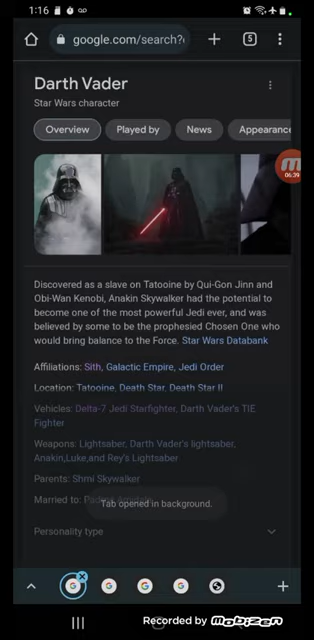 1:16
google.com/search?
5
Darth Vader
Star Wars character
Overview
Played by
News
Appearance
06:39
Discovered as a slave on Tatooine by Qui-Gon Jinn and
Obi-Wan Kenobi, Anakin Skywalker had the potential to
become one of the most powerful Jedi ever, and was
believed by some to be the prophesied Chosen One who
would bring balance to the Force. Star Wars Databank
Affiliations: Sith, Galactic Empire, Jedi Order
Location: Tatooine, Death Star, Death Star II
Vehicles: Delta-7 Jedi Starfighter, Darth Vader's TIE
Fighter
Weapons: Lightsaber, Darth Vader's lightsaber,
Anakin,Luke,and Rey's Lightsaber
Parents: Shmi Skywalker
Married to:
Tab opened in background.
Personality type
Recorded by Mobizen